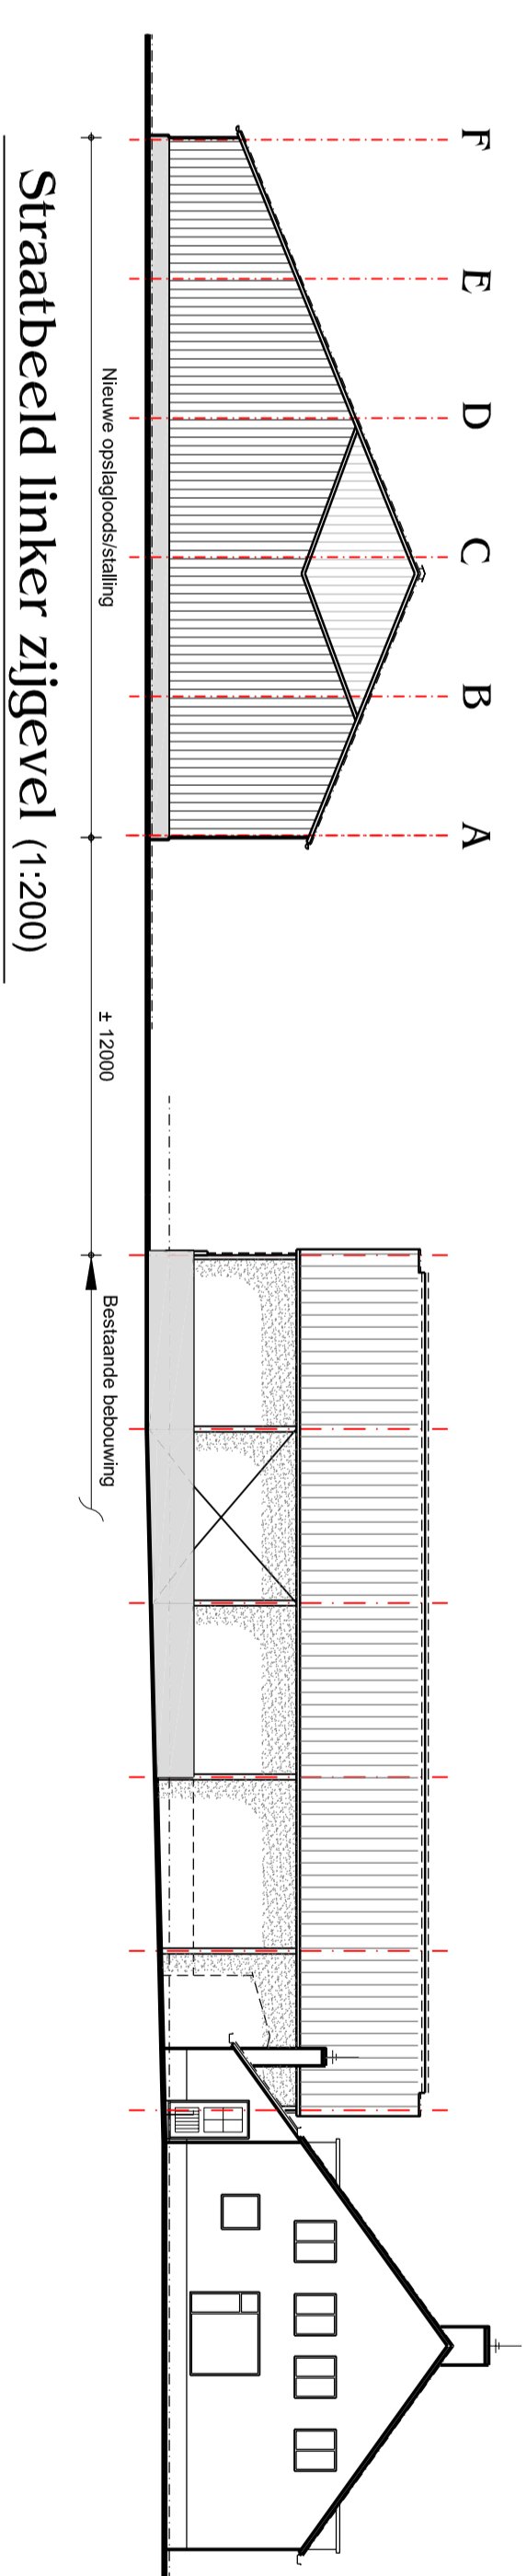 F E D C B A
Nieuwe opslagloods/stalling
± 12000
Bestaande bebouwing
Straatbeeld linker zijgevel (1:200)